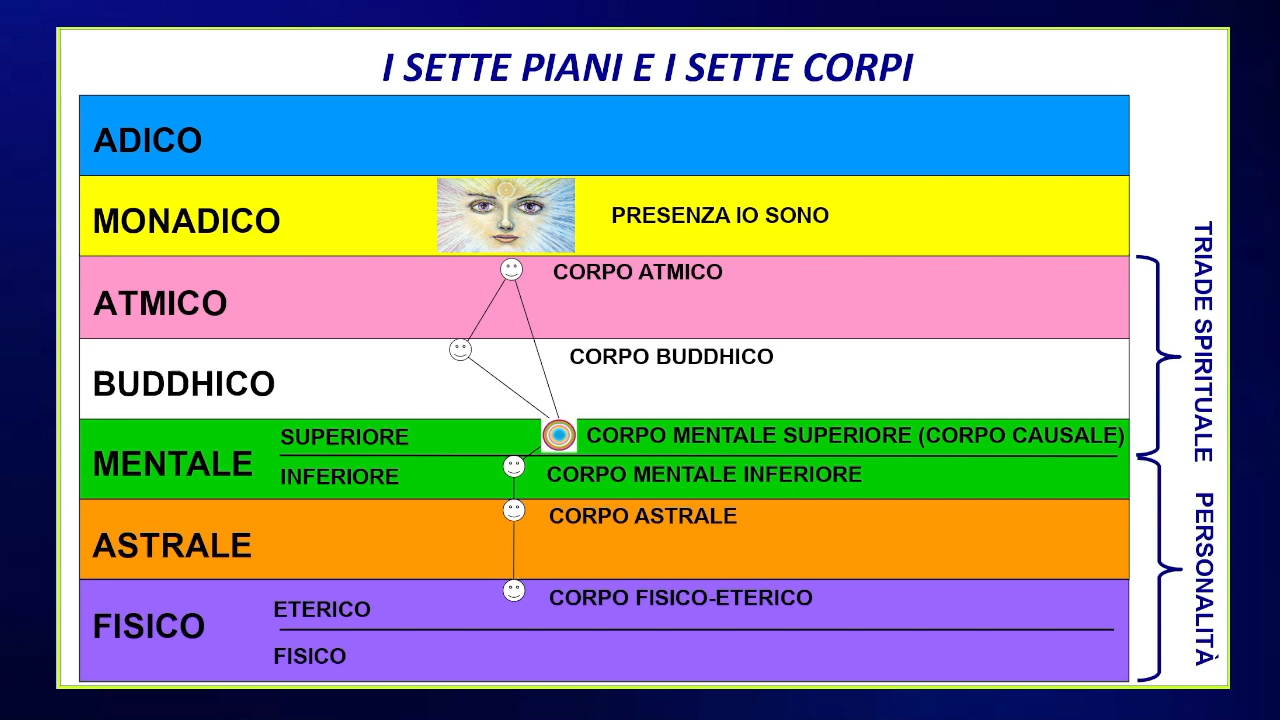 I SETTE PIANI E I SETTE CORPI
ADICO
MONADICO
PRESENZA IO SONO
ATMICO
CORPO ATMICO
BUDDHICO
CORPO BUDDHICO
MENTALE
SUPERIORE
CORPO MENTALE SUPERIORE (CORPO CAUSALE)
INFERIORE
CORPO MENTALE INFERIORE
ASTRALE
CORPO ASTRALE
FISICO
ETERICO
CORPO FISICO-ETERICO
FISICO
TRIADE SPIRITUALE
PERSONALITÀ